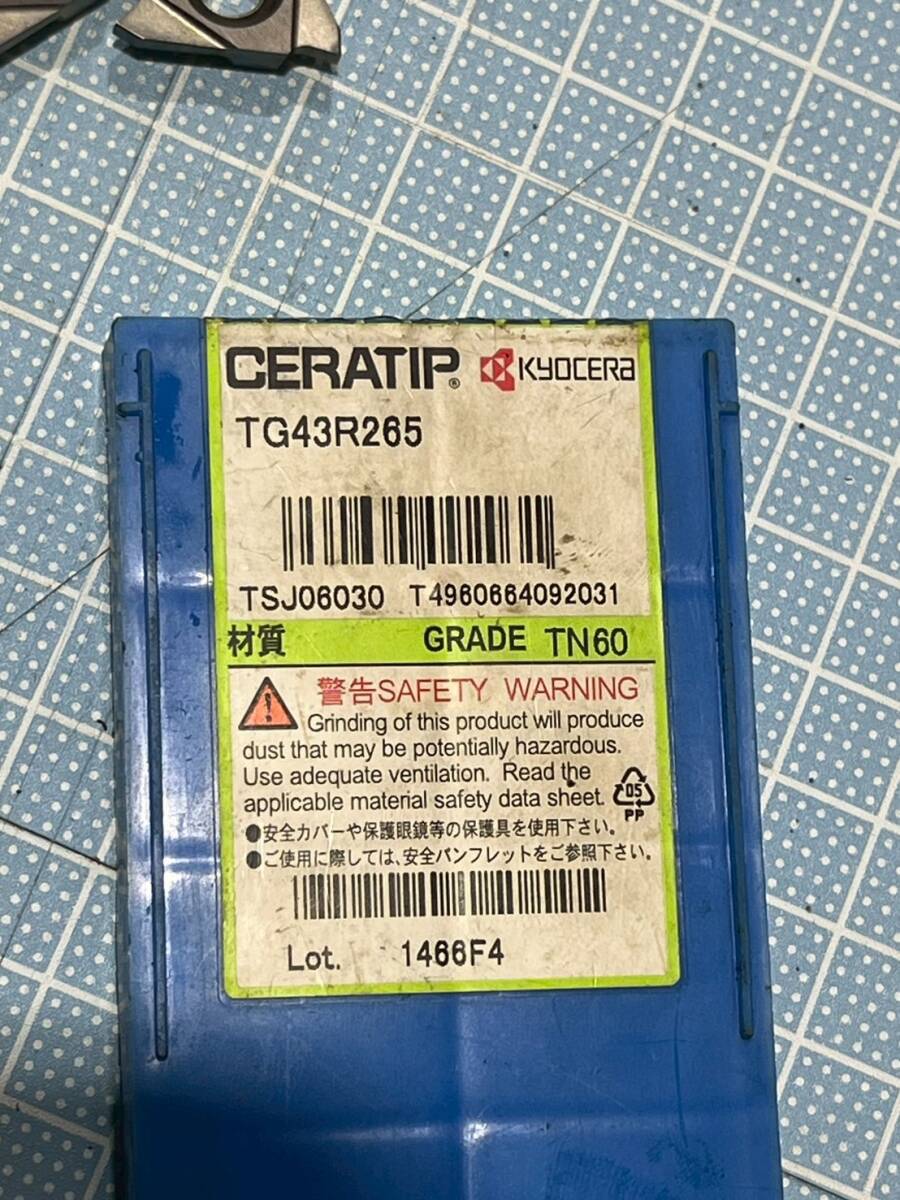 CERATIP® KYOCERA
TG43R265
TSJ06030 T4960664092031
材質 GRADE TN60
警告SAFETY WARNING
Grinding of this product will produce
dust that may be potentially hazardous.
Use adequate ventilation. Read the
applicable material safety data sheet.
05
PP
●安全カバーや保護眼鏡等の保護具を使用下さい。
●ご使用に際しては、安全パンフレットをご参照下さい。
Lot. 1466F4